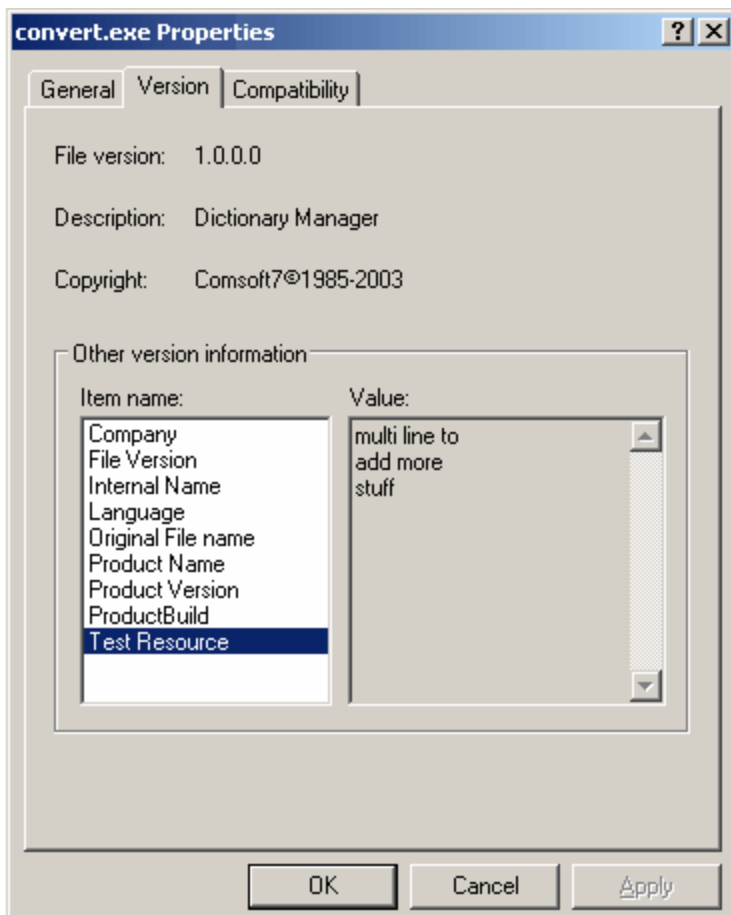 convert.exe Properties
General Version Compatibility
File version: 1.0.0.0
Description: Dictionary Manager
Copyright: Comsoft7©1985-2003
Other version information
Item name: Value:
Company
File Version
Internal Name
Language
Original File name
Product Name
Product Version
ProductBuild
Test Resource
multi line to
add more
stuff
OK Cancel Apply